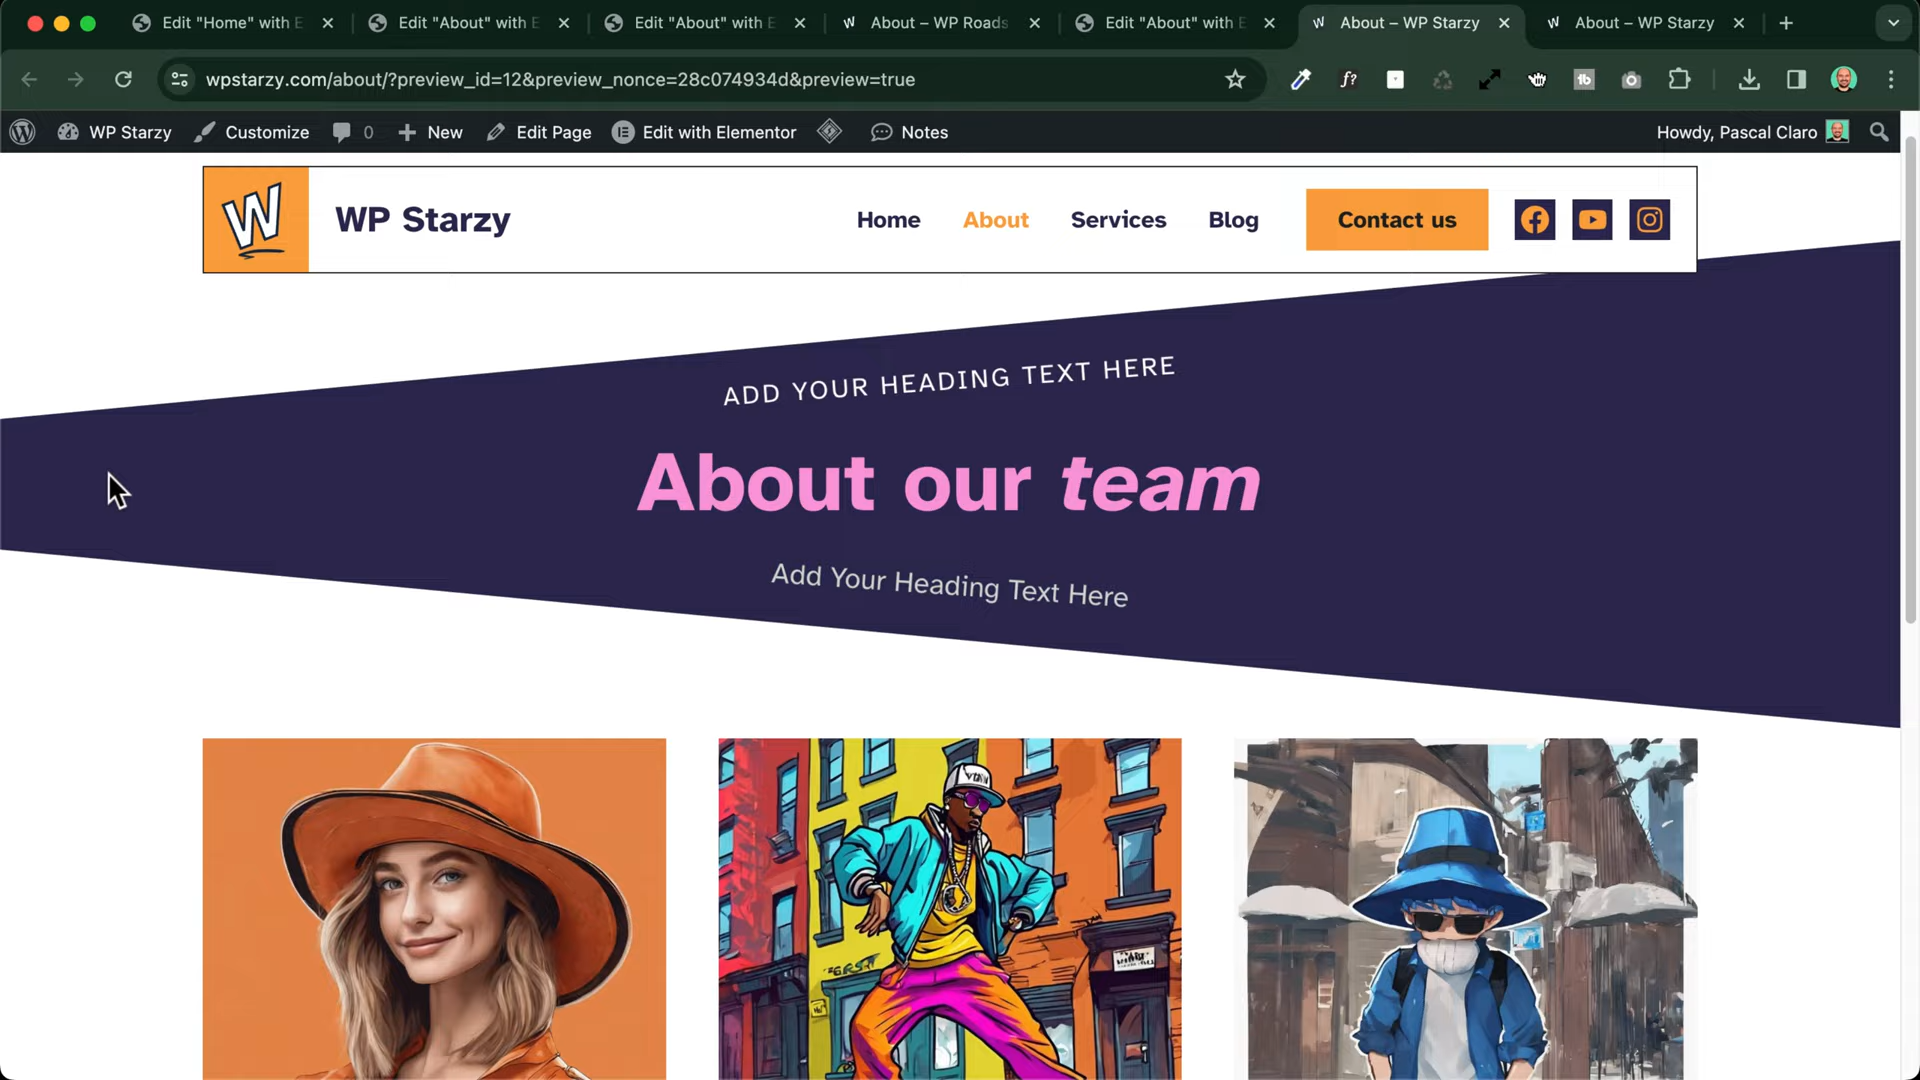 Edit "Home" with E
Edit "About" with E
Edit "About" with E
About – WP Roads
Edit "About" with E
About – WP Starzy
About – WP Starzy
wpstarzy.com/about/?preview_id=12&preview_nonce=28c074934d&preview=true
f?
WP Starzy
Customize
0
New
Edit Page
Edit with Elementor
Notes
Howdy, Pascal Claro
W
WP Starzy
Home
About
Services
Blog
Contact us
ADD YOUR HEADING TEXT HERE
About our team
Add Your Heading Text Here